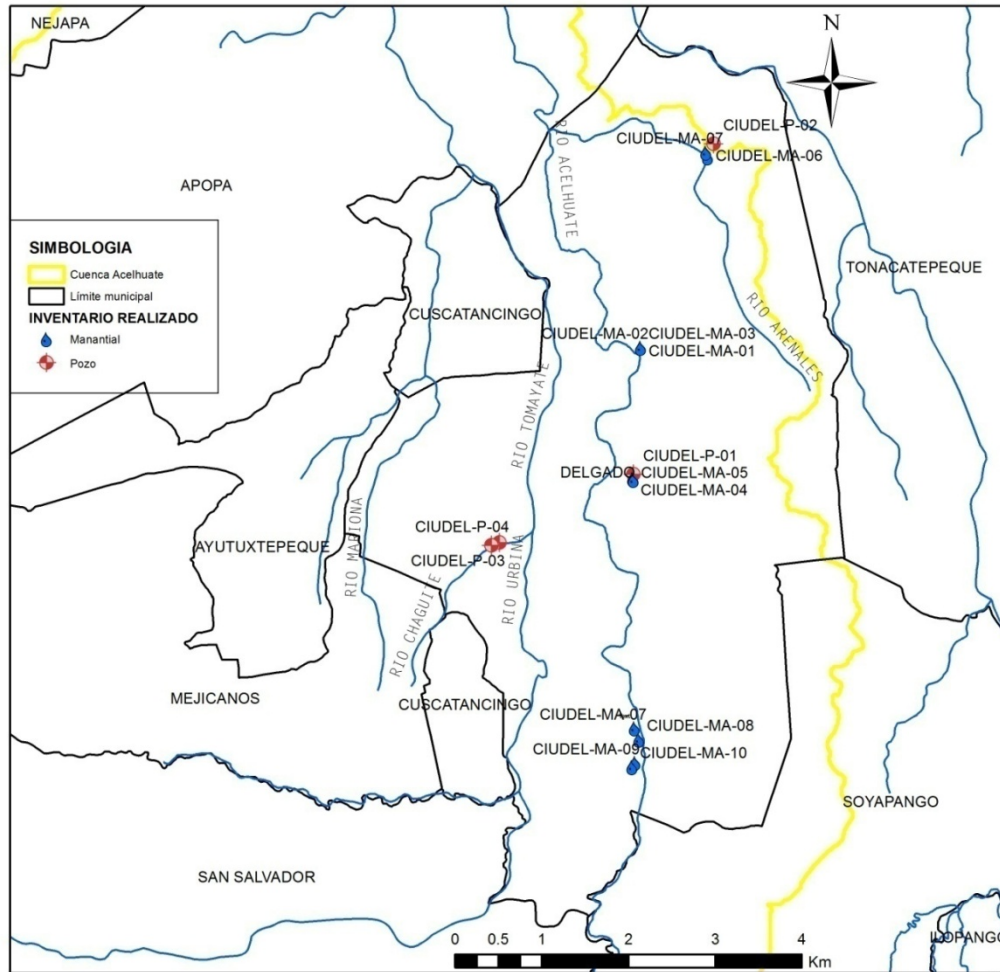 NEJAPA
N
CIUDEL-P-02
CIUDEL-MA-07
CIUDEL-MA-06
RIO ACELHUATE
APOPA
SIMBOLOGIA
Cuenca Acelhuate
Límite municipal
INVENTARIO REALIZADO
Manantial
Pozo
TONACATEPEQUE
CUSCATANCINGO
RIO ARENALES
CIUDEL-MA-02
CIUDEL-MA-03
CIUDEL-MA-01
RIO TOMAYATE
CIUDEL-P-01
DELGADO
CIUDEL-MA-05
CIUDEL-MA-04
CIUDEL-P-04
CIUDEL-P-03
AYUTUXTEPEQUE
RIO MARIONA
RIO URBINA
RIO CHAGUITE
MEJICANOS
CUSCATANCINGO
CIUDEL-MA-07
CIUDEL-MA-08
CIUDEL-MA-09
CIUDEL-MA-10
SOYAPANGO
SAN SALVADOR
ILOPANGO
0 0.5 1 2 3 4
Km